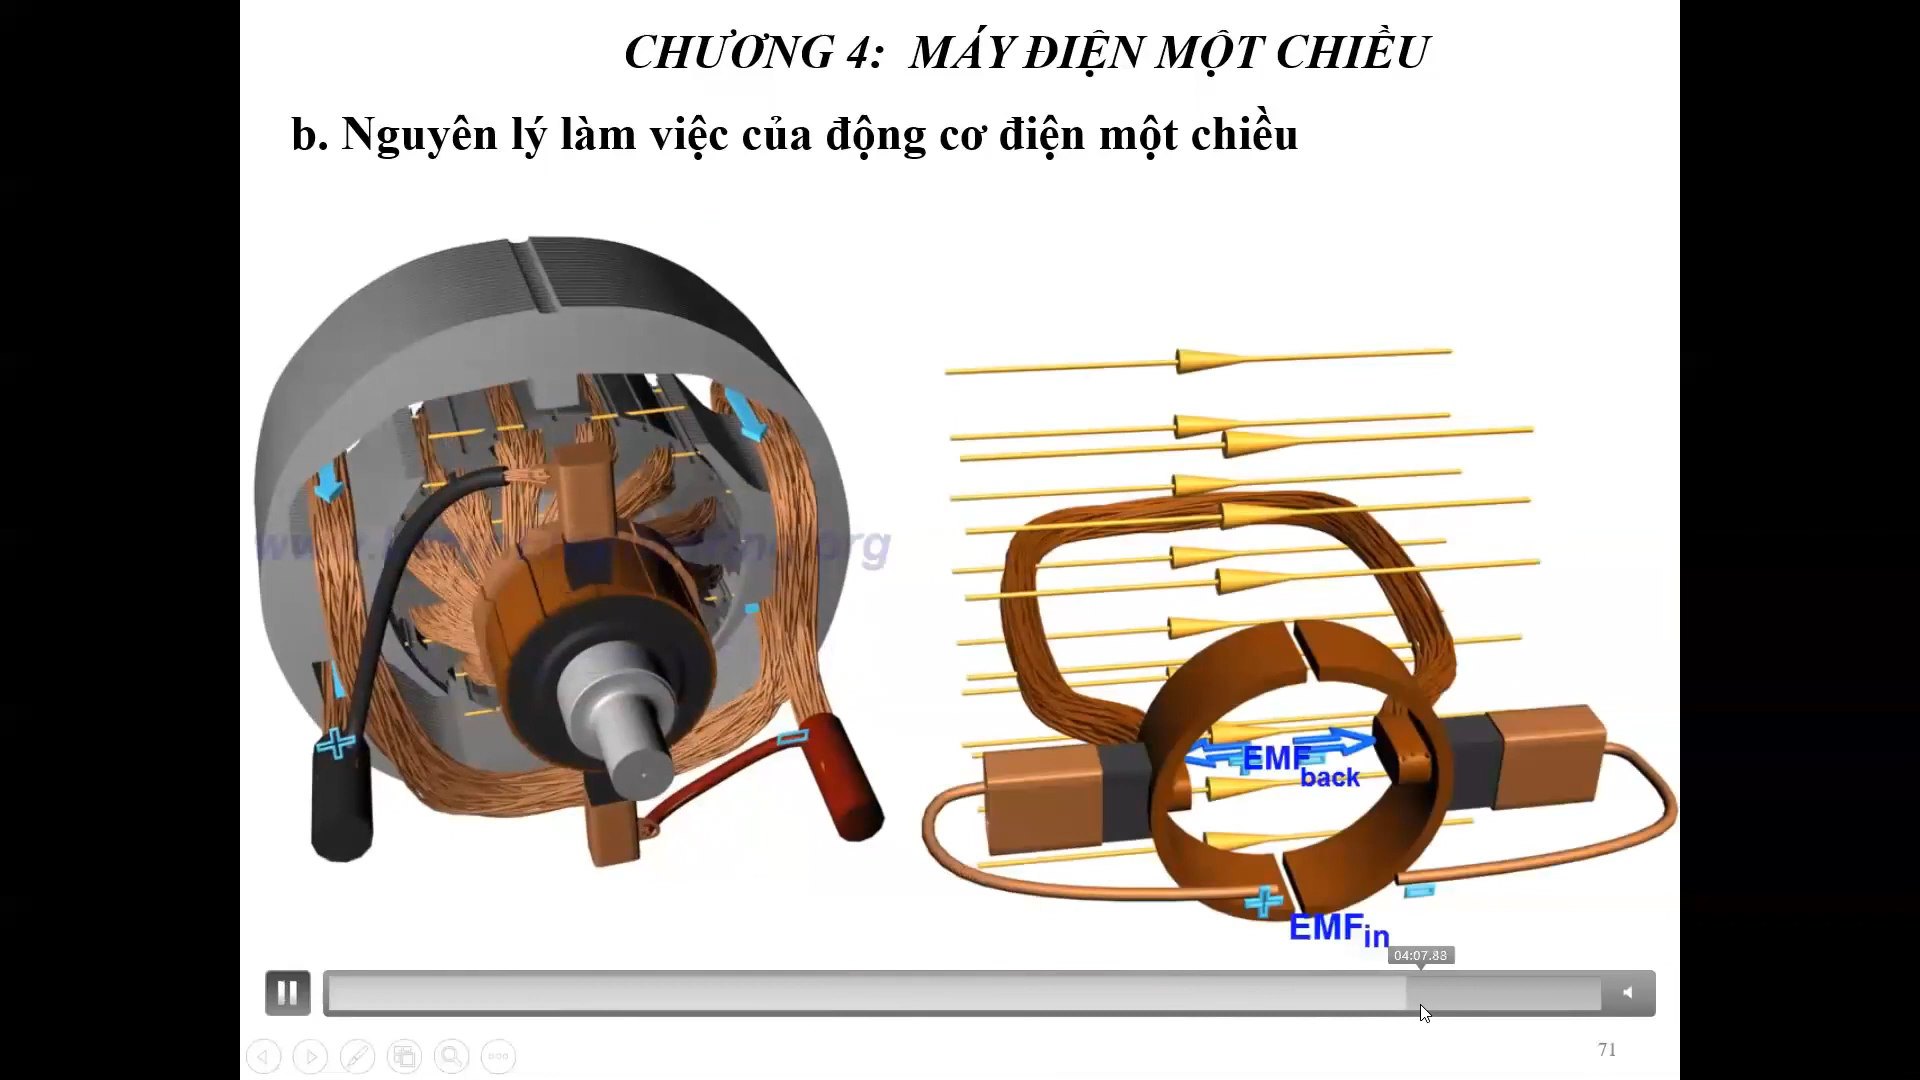 CHƯƠNG 4: MÁY ĐIỆN MỘT CHIỀU
b. Nguyên lý làm việc của động cơ điện một chiều
EMF back
EMF in
04:07.88
71